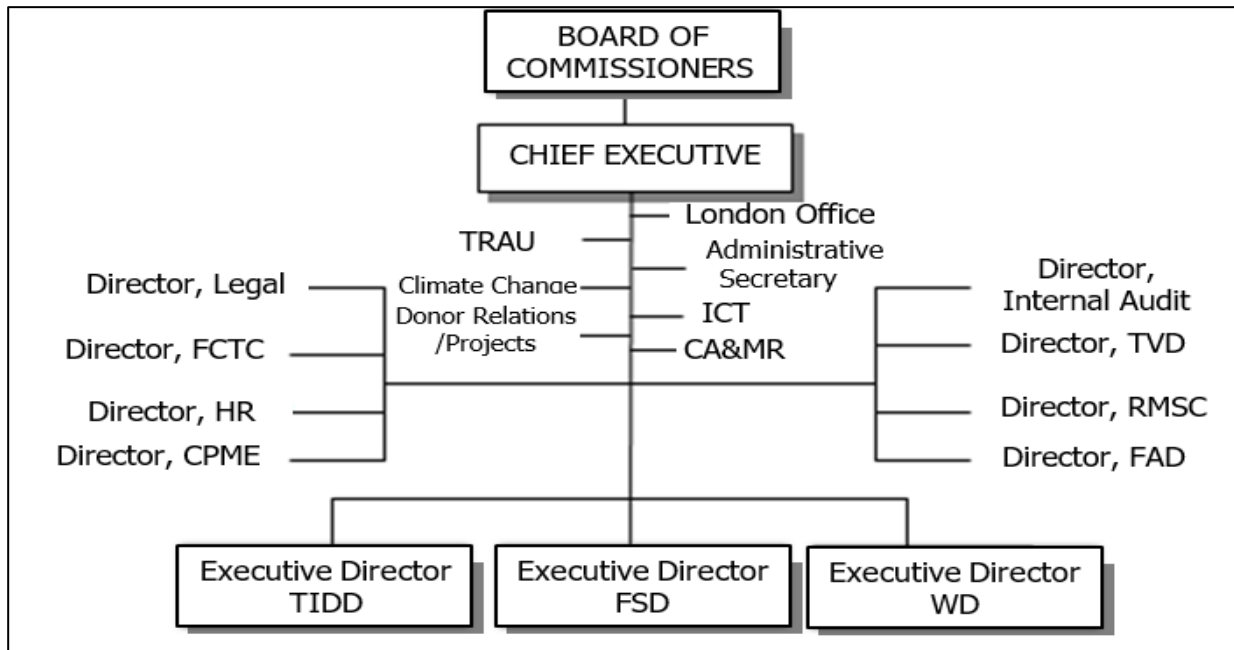 BOARD OF
COMMISSIONERS
CHIEF EXECUTIVE
London Office
TRAU
Administrative
Secretary
Climate Change
Donor Relations
/Projects
ICT
CA&MR
Director, Legal
Director, FCTC
Director, HR
Director, CPME
Director,
Internal Audit
Director, TVD
Director, RMSC
Director, FAD
Executive Director
TIDD
Executive Director
FSD
Executive Director
WD